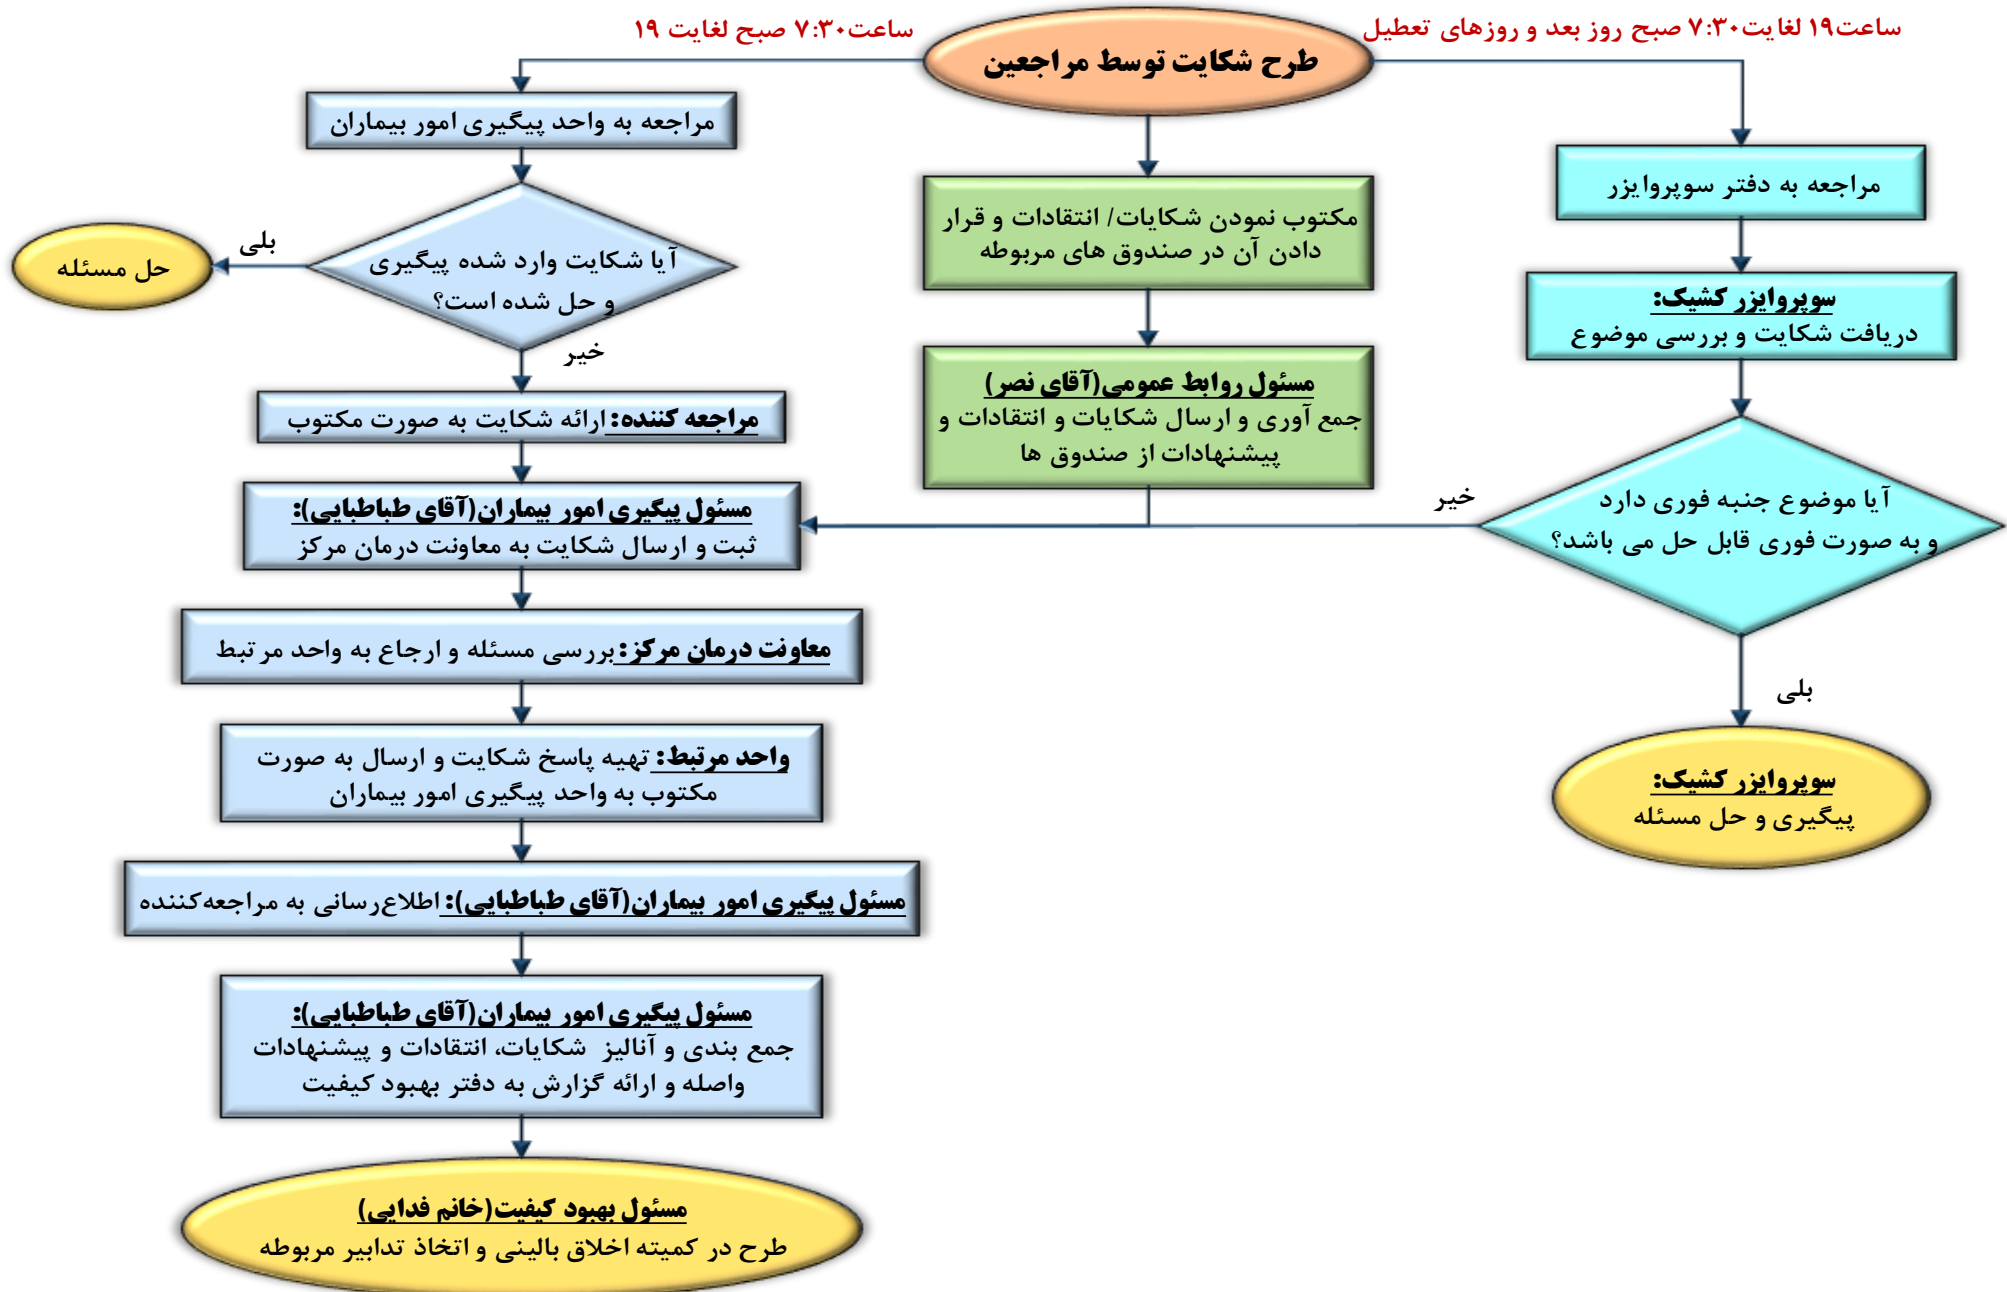 ساعت۱۹ لغایت۷:۳۰ صبح روز بعد و روزهای تعطیل
ساعت۷:۳۰ صبح لغایت ۱۹
طرح شکایت توسط مراجعین
مراجعه به دفتر سوپروایزر
سوپروایزر کشیک:
دریافت شکایت و بررسی موضوع
آیا موضوع جنبه فوری دارد
و به صورت فوری قابل حل می باشد؟
خیر
بلی
سوپروایزر کشیک:
پیگیری و حل مسئله
مکتوب نمودن شکایات/ انتقادات و قرار
دادن آن در صندوق های مربوطه
مسئول روابط عمومی(آقای نصر)
جمع آوری و ارسال شکایات و انتقادات و
پیشنهادات از صندوق ها
مراجعه به واحد پیگیری امور بیماران
آیا شکایت وارد شده پیگیری
و حل شده است؟
بلی
حل مسئله
خیر
مراجعه کننده: ارائه شکایت به صورت مکتوب
مسئول پیگیری امور بیماران(آقای طباطبایی):
ثبت و ارسال شکایت به معاونت درمان مرکز
معاونت درمان مرکز: بررسی مسئله و ارجاع به واحد مرتبط
واحد مرتبط: تهیه پاسخ شکایت و ارسال به صورت
مکتوب به واحد پیگیری امور بیماران
مسئول پیگیری امور بیماران(آقای طباطبایی): اطلاع‌رسانی به مراجعه‌کننده
مسئول پیگیری امور بیماران(آقای طباطبایی):
جمع بندی و آنالیز شکایات، انتقادات و پیشنهادات
واصله و ارائه گزارش به دفتر بهبود کیفیت
مسئول بهبود کیفیت(خانم فدایی)
طرح در کمیته اخلاق بالینی و اتخاذ تدابیر مربوطه